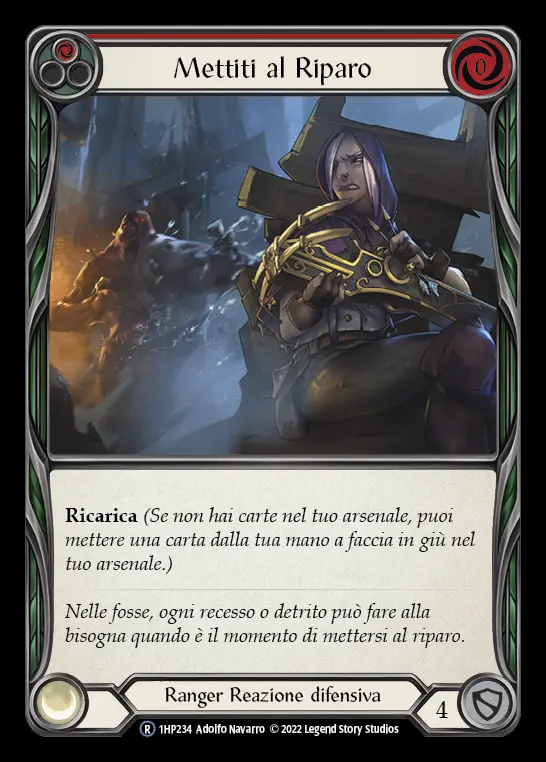 Mettiti al Riparo
0
Ricarica (Se non hai carte nel tuo arsenale, puoi
mettere una carta dalla tua mano a faccia in giù nel
tuo arsenale.)
Nelle fosse, ogni recesso o detrito può fare alla
bisogna quando è il momento di mettersi al riparo.
Ranger Reazione difensiva
4
R 1HP234 Adolfo Navarro © 2022 Legend Story Studios